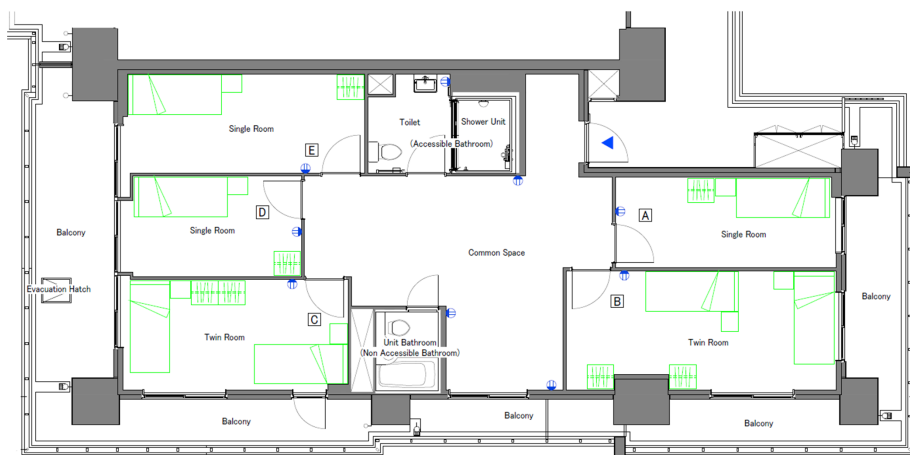 Single Room
E
Toilet
Shower Unit
(Accessible Bathroom)
D
Single Room
A
Single Room
Balcony
Common Space
Evacuation Hatch
Balcony
B
C
Twin Room
Unit Bathroom
(Non Accessible Bathroom)
Twin Room
Balcony
Balcony
Balcony